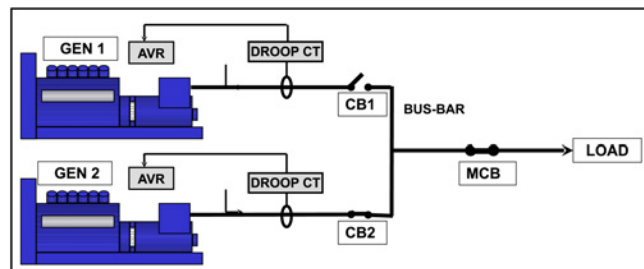 GEN 1
AVR
DROOP CT
CB1
BUS-BAR
MCB
LOAD
GEN 2
AVR
DROOP CT
CB2